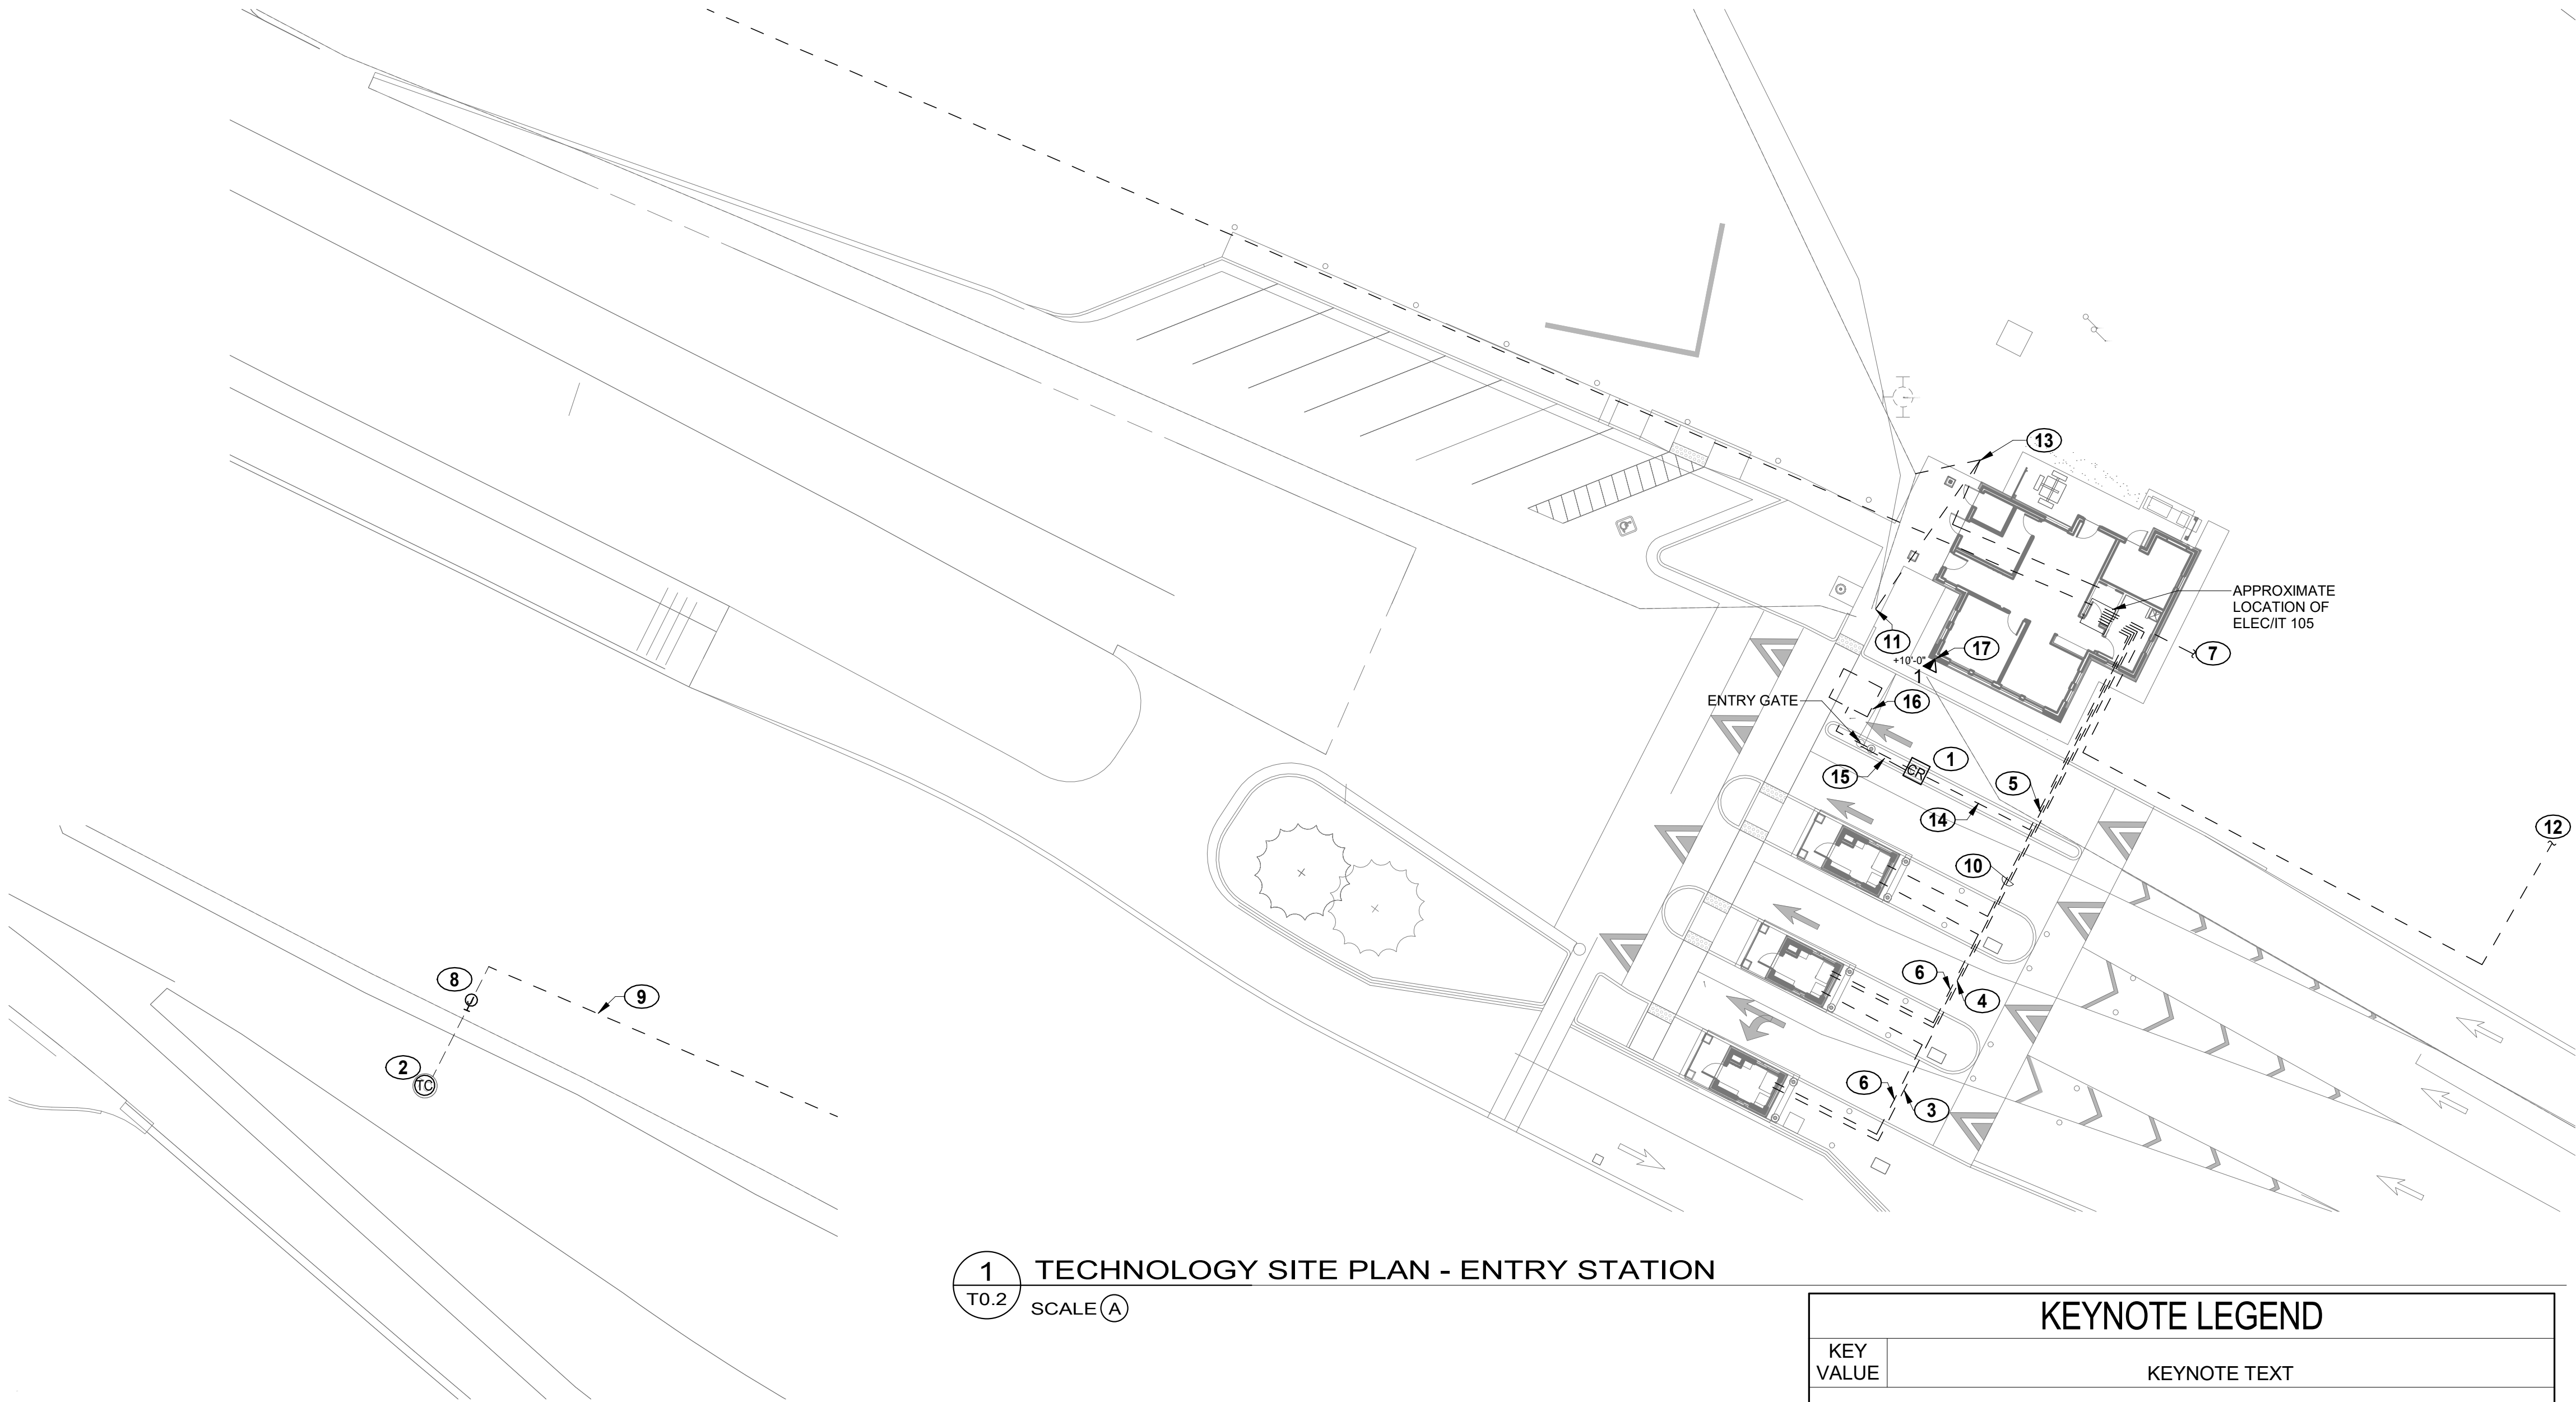 13
APPROXIMATE
LOCATION OF
ELEC/IT 105
11
17
+10'-0"
1
7
ENTRY GATE
16
1
CR
15
5
14
12
10
8
9
6
4
2
TC
6
3
1
T0.2
TECHNOLOGY SITE PLAN - ENTRY STATION
SCALE A
KEYNOTE LEGEND
KEY
VALUE
KEYNOTE TEXT